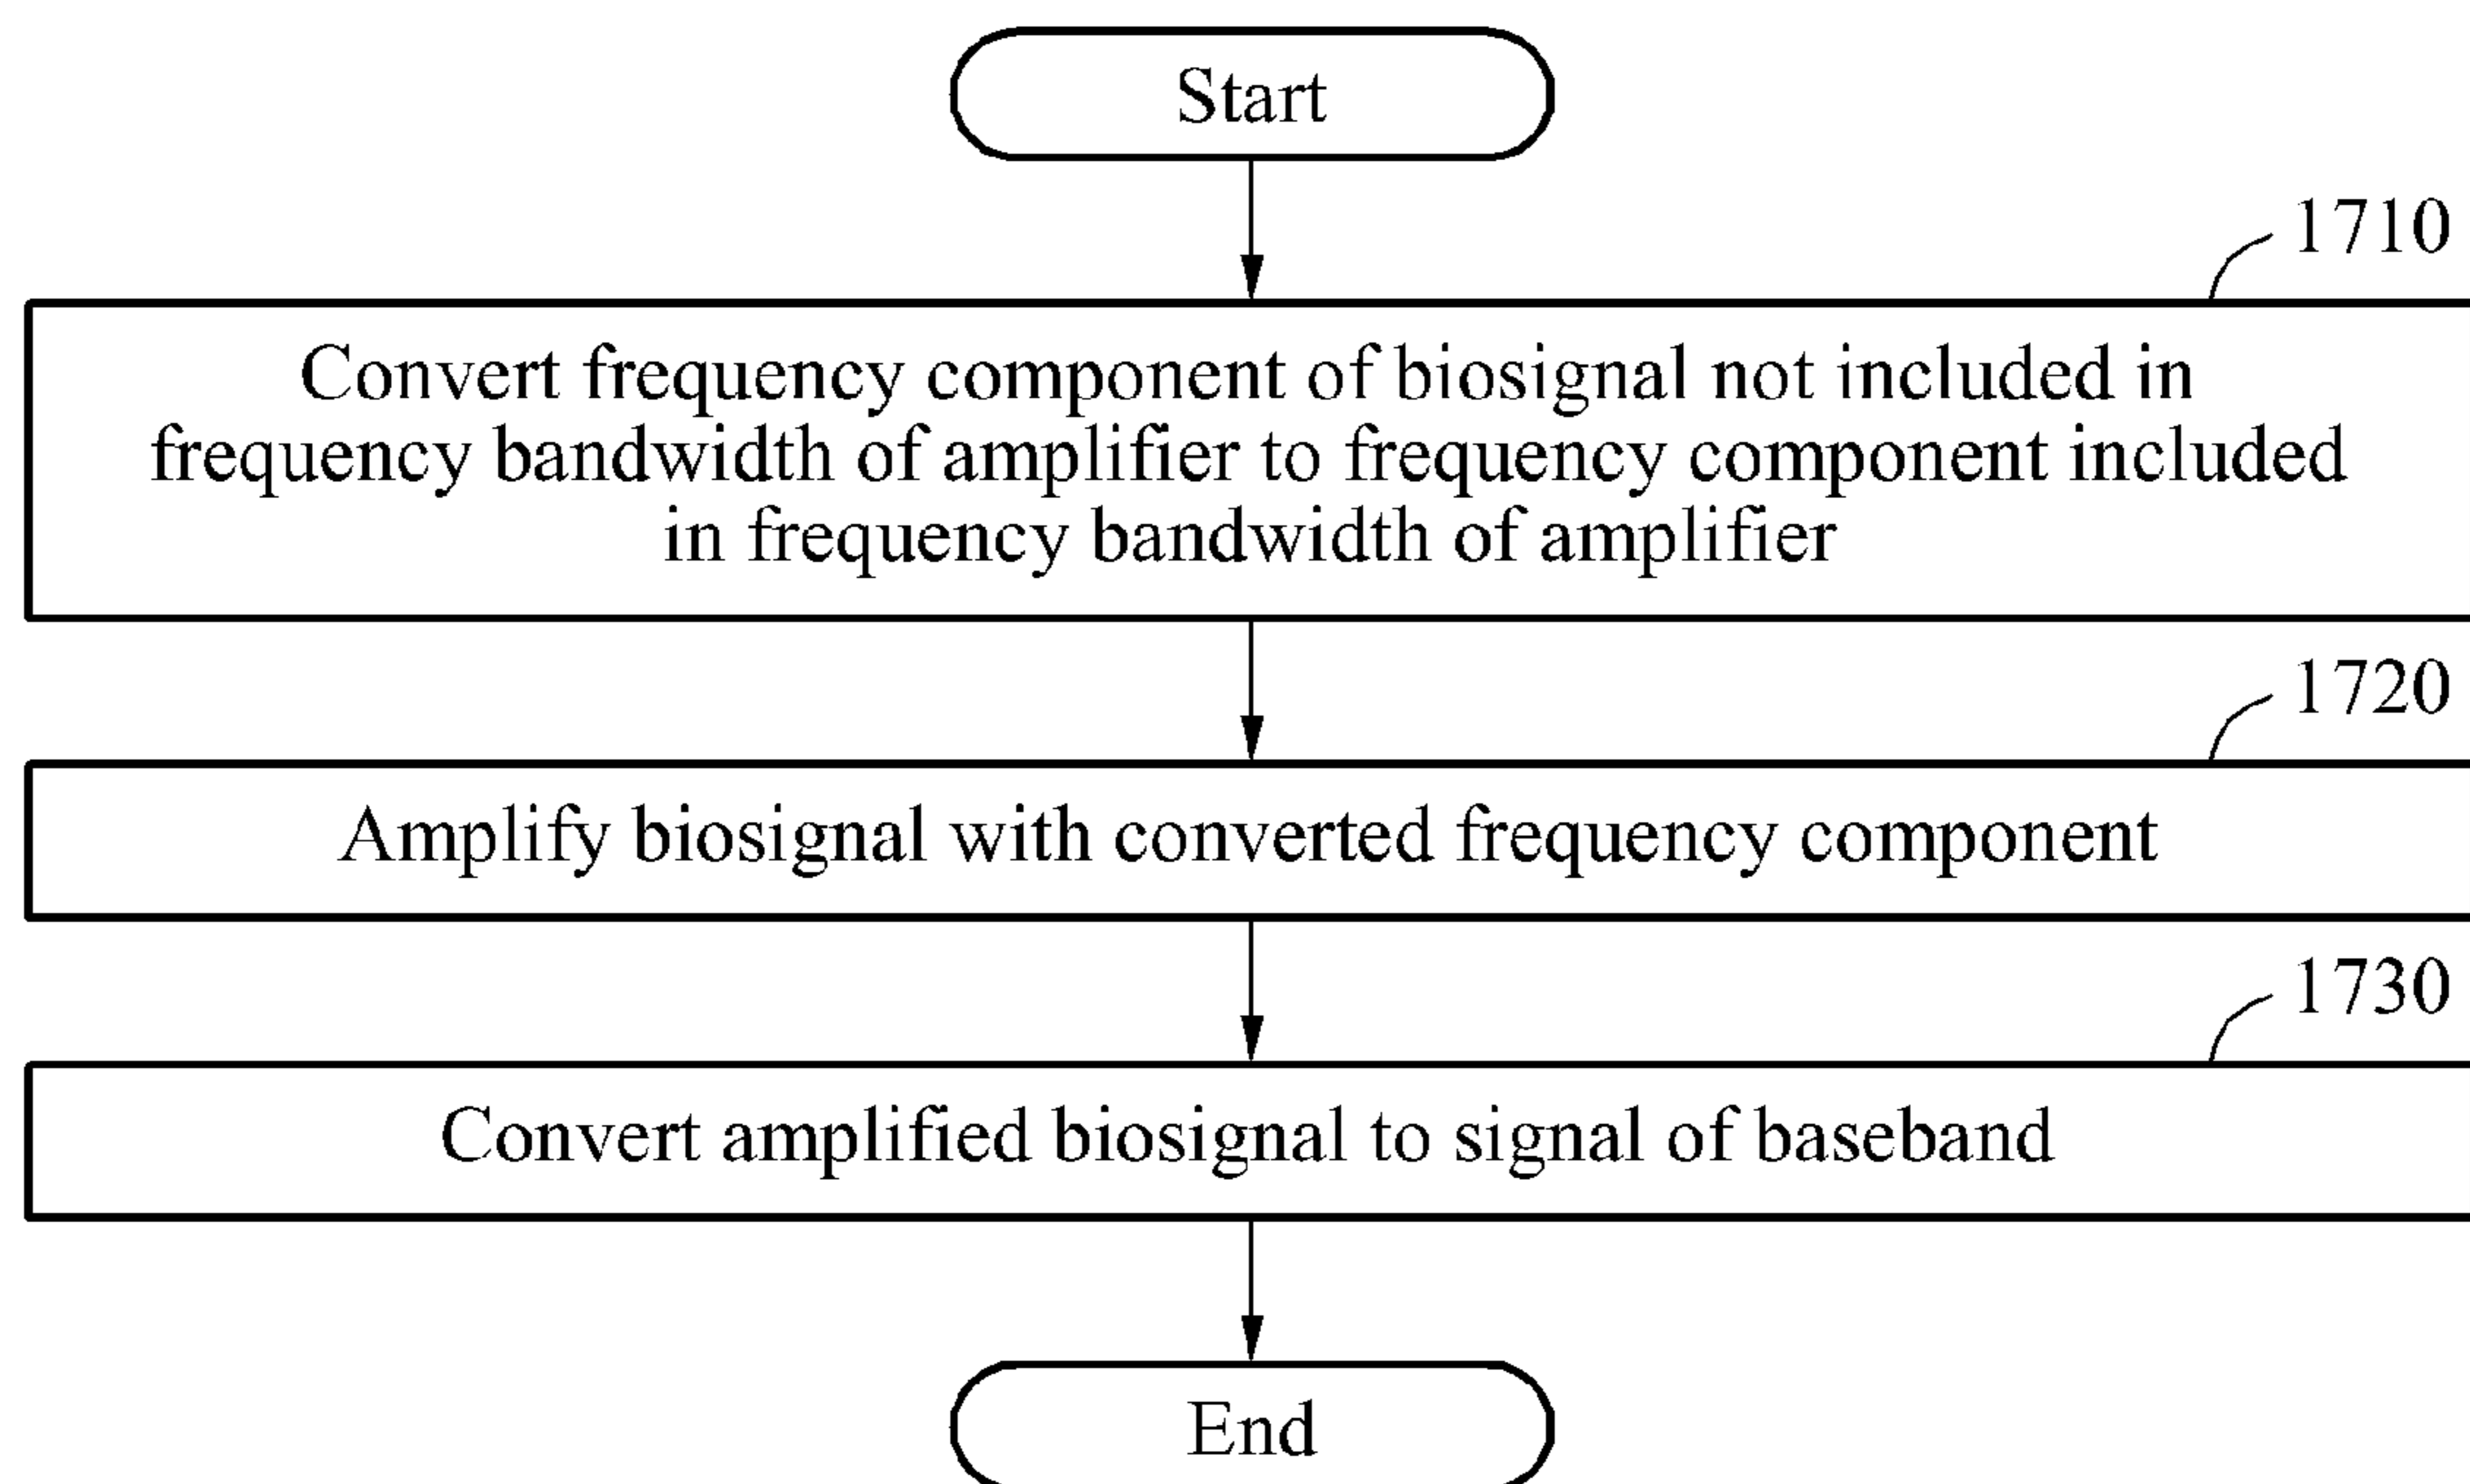 Start
1710
Convert frequency component of biosignal not included in
frequency bandwidth of amplifier to frequency component included
in frequency bandwidth of amplifier
1720
Amplify biosignal with converted frequency component
1730
Convert amplified biosignal to signal of baseband
End